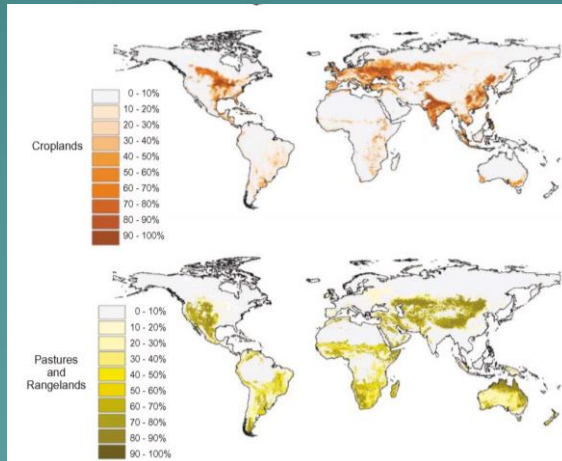 0 - 10%
10 - 20%
20 - 30%
30 - 40%
40 - 50%
50 - 60%
60 - 70%
70 - 80%
80 - 90%
90 - 100%
Croplands
0 - 10%
10 - 20%
20 - 30%
30 - 40%
40 - 50%
50 - 60%
60 - 70%
70 - 80%
80 - 90%
90 - 100%
Pastures
and
Rangelands